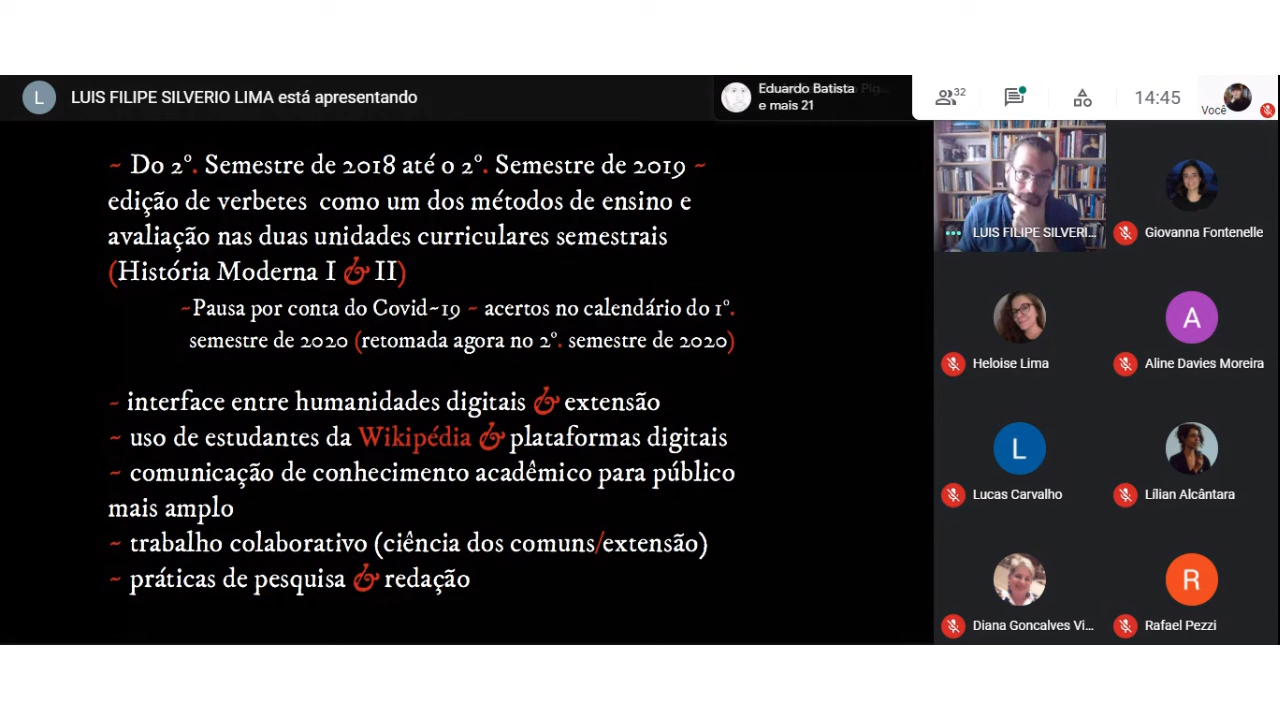 L
LUIS FILIPE SILVERIO LIMA está apresentando
Eduardo Batista
e mais 21
32
14:45
Você
~ Do 2º. Semestre de 2018 até o 2º. Semestre de 2019 ~
edição de verbetes como um dos métodos de ensino e
avaliação nas duas unidades curriculares semestrais
(História Moderna I & II)
~Pausa por conta do Covid~19 ~ acertos no calendário do 1º.
semestre de 2020 (retomada agora no 2º. semestre de 2020)
~ interface entre humanidades digitais & extensão
~ uso de estudantes da Wikipédia & plataformas digitais
~ comunicação de conhecimento acadêmico para público
mais amplo
~ trabalho colaborativo (ciência dos comuns/extensão)
~ práticas de pesquisa & redação
LUIS FILIPE SILVERI...
Giovanna Fontenelle
A
Heloise Lima
Aline Davies Moreira
L
Lucas Carvalho
Lílian Alcântara
R
Diana Goncalves Vi...
Rafael Pezzi